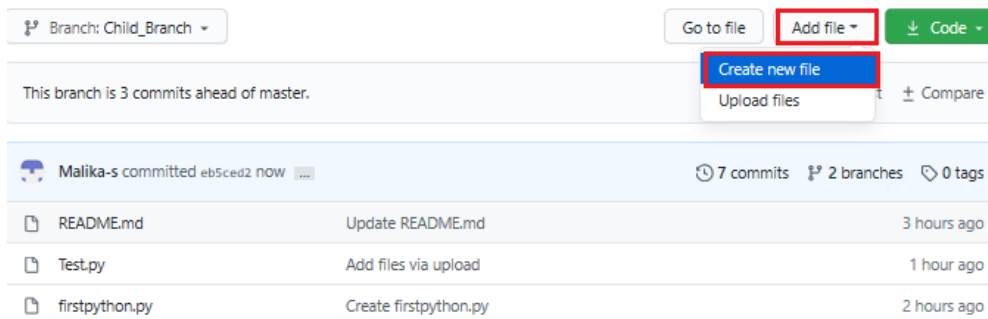 Branch: Child_Branch Go to file Add file Code
Create new file
This branch is 3 commits ahead of master. Compare
Upload files
Malika-s committed eb5ced2 now ... 7 commits 2 branches 0 tags
README.md Update README.md 3 hours ago
Test.py Add files via upload 1 hour ago
firstpython.py Create firstpython.py 2 hours ago